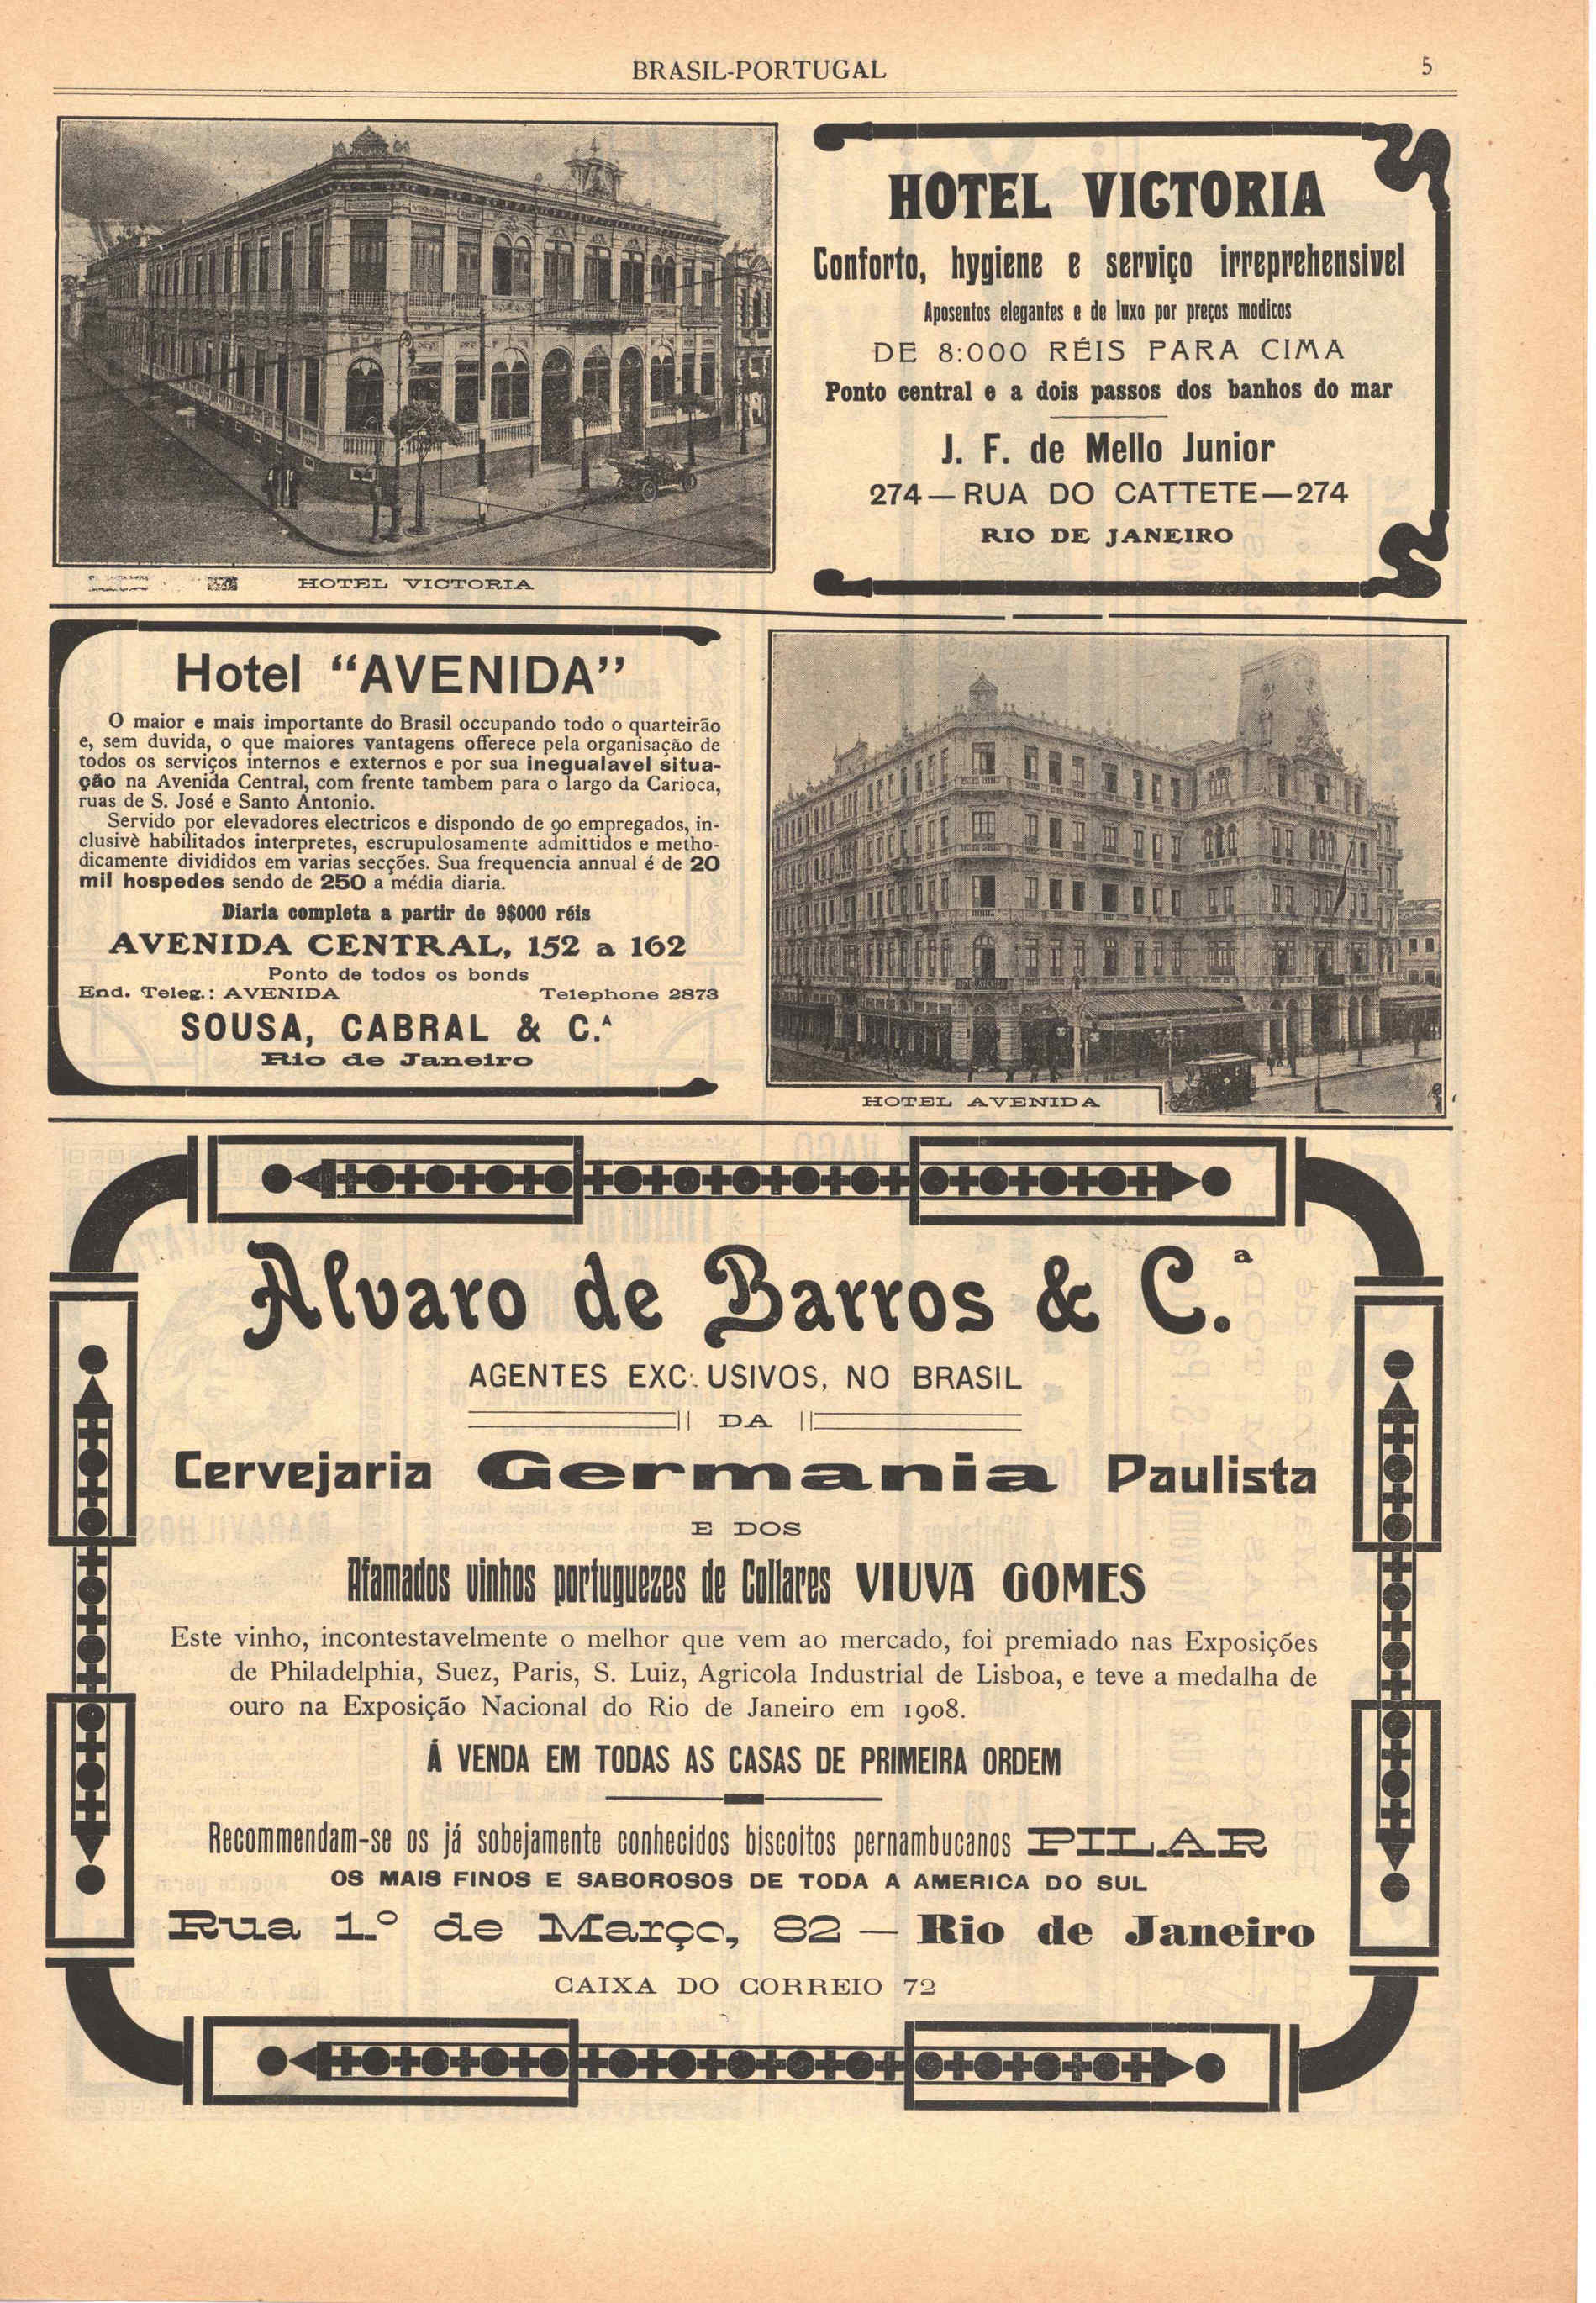 BRASIL-PORTUGAL
5
HOTEL VICTORIA
HOTEL VICTORIA
Conforto, hygiene e serviço irreprehensivel
Aposentos elegantes e de luxo por preços modicos
DE 8:000 RÉIS PARA CIMA
Ponto central e a dois passos dos banhos do mar
J. F. de Mello Junior
274—RUA DO CATTETE—274
RIO DE JANEIRO
Hotel “AVENIDA”
O maior e mais importante do Brasil occupando todo o quarteirão
e, sem duvida, o que maiores vantagens offerece pela organisação de
todos os serviços internos e externos e por sua inegualavel situa-
ção na Avenida Central, com frente tambem para o largo da Carioca,
ruas de S. José e Santo Antonio.
Servido por elevadores electricos e dispondo de 90 empregados, in-
clusivè habilitados interpretes, escrupulosamente admittidos e metho-
dicamente divididos em varias secções. Sua frequencia annual é de 20
mil hospedes sendo de 250 a média diaria.
Diaria completa a partir de 9$000 réis
AVENIDA CENTRAL, 152 a 162
Ponto de todos os bonds
End. Teleg.: AVENIDA Telephone 2873
SOUSA, CABRAL & C.ᴬ
Rio de Janeiro
HOTEL AVENIDA
Alvaro de Barros & C.ª
AGENTES EXCLUSIVOS, NO BRASIL
DA
Cervejaria Germania Paulista
E DOS
Afamados vinhos portuguezes de Collares VIUVA GOMES
Este vinho, incontestavelmente o melhor que vem ao mercado, foi premiado nas Exposições
de Philadelphia, Suez, Paris, S. Luiz, Agricola Industrial de Lisboa, e teve a medalha de
ouro na Exposição Nacional do Rio de Janeiro em 1908.
Á VENDA EM TODAS AS CASAS DE PRIMEIRA ORDEM
Recommendam-se os já sobejamente conhecidos biscoitos pernambucanos PILAR
OS MAIS FINOS E SABOROSOS DE TODA A AMERICA DO SUL
Rua 1.º de Março, 82 — Rio de Janeiro
CAIXA DO CORREIO 72